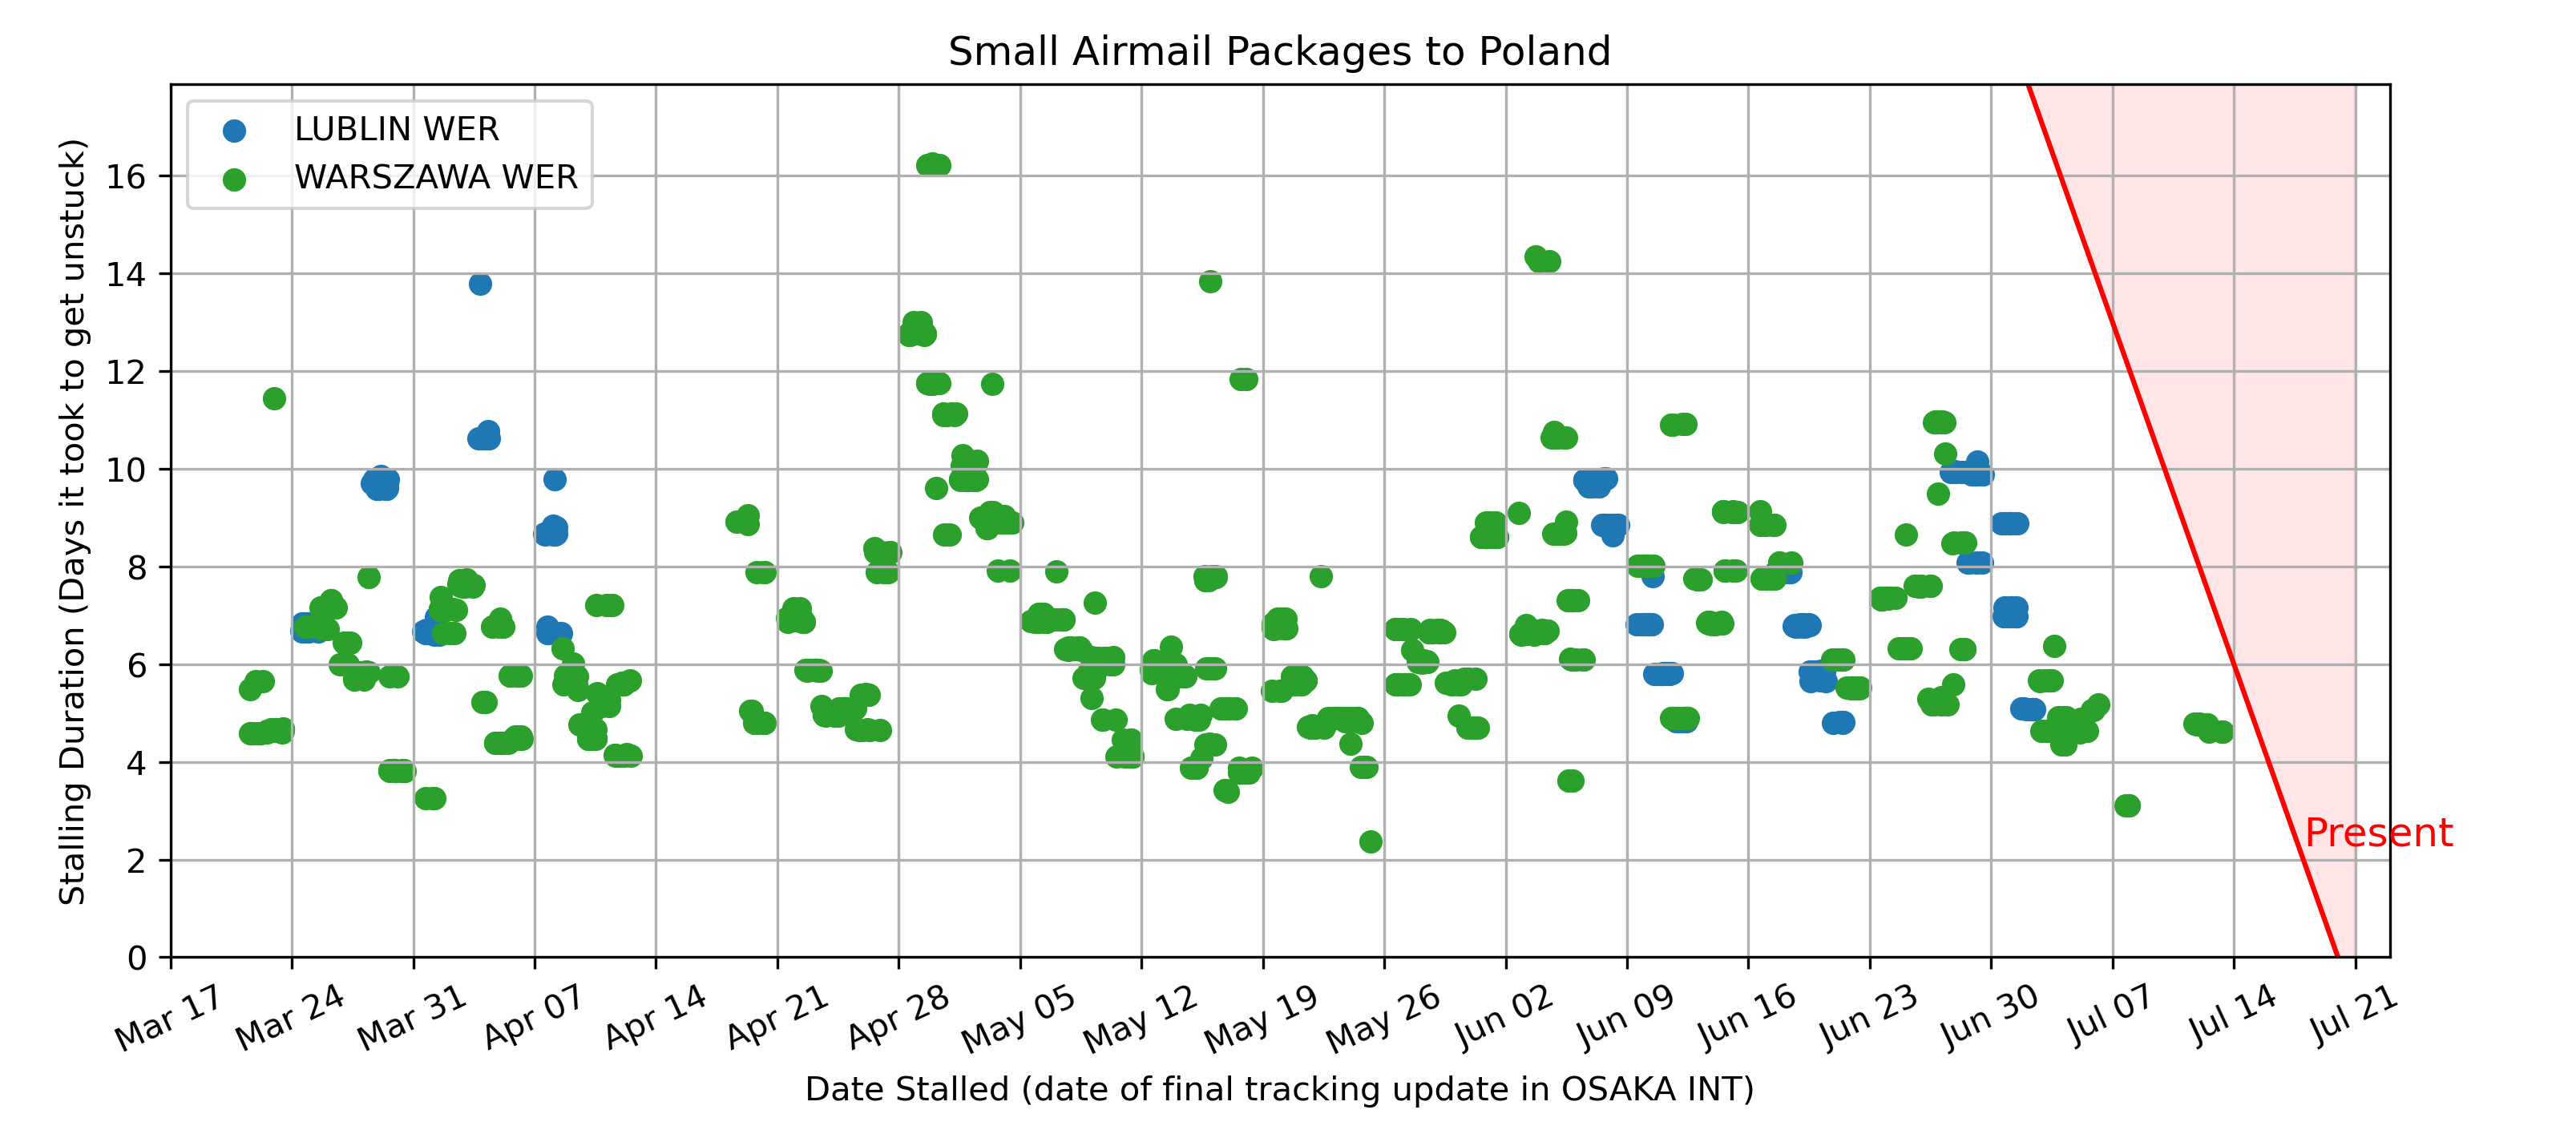 Small Airmail Packages to Poland
LUBLIN WER
WARSZAWA WER
Stalling Duration (Days it took to get unstuck)
16
14
12
10
8
6
4
2
0
Present
Mar 17
Mar 24
Mar 31
Apr 07
Apr 14
Apr 21
Apr 28
May 05
May 12
May 19
May 26
Jun 02
Jun 09
Jun 16
Jun 23
Jun 30
Jul 07
Jul 14
Jul 21
Date Stalled (date of final tracking update in OSAKA INT)